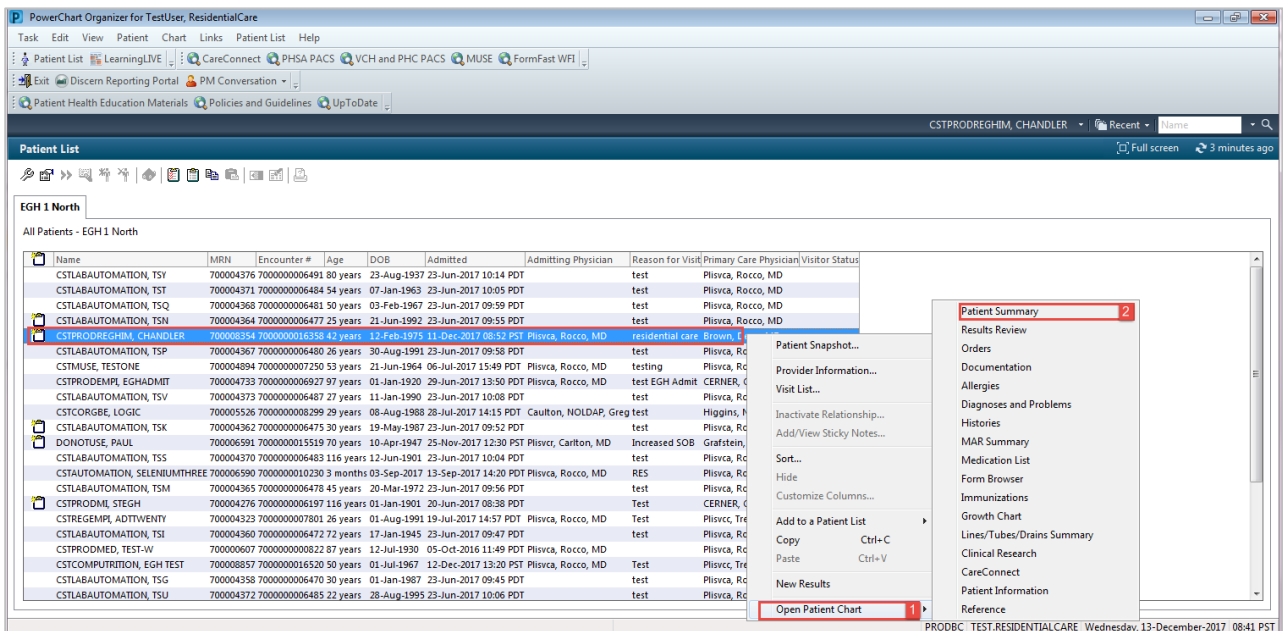 PowerChart Organizer for TestUser, ResidentialCare
Task Edit View Patient Chart Links Patient List Help
Patient List LearningLIVE CareConnect PHSA PACS VCH and PHC PACS MUSE FormFast WFI
Exit Discern Reporting Portal PM Conversation
Patient Health Education Materials Policies and Guidelines UpToDate
CSTPRODREGHIM, CHANDLER Recent Name
Patient List Full screen 3 minutes ago
EGH 1 North
All Patients - EGH 1 North
Name MRN Encounter # Age DOB Admitted Admitting Physician Reason for Visit Primary Care Physician Visitor Status
CSTLABAUTOMATION, TSY 700004376 7000000006491 80 years 23-Aug-1937 23-Jun-2017 10:14 PDT test Plisvca, Rocco, MD
CSTLABAUTOMATION, TST 700004371 7000000006484 54 years 07-Jan-1963 23-Jun-2017 10:05 PDT test Plisvca, Rocco, MD
CSTLABAUTOMATION, TSQ 700004368 7000000006481 50 years 03-Feb-1967 23-Jun-2017 09:59 PDT test Plisvca, Rocco, MD
CSTLABAUTOMATION, TSN 700004364 7000000006477 25 years 21-Jun-1992 23-Jun-2017 09:55 PDT test Plisvca, Rocco, MD
CSTPRODREGHIM, CHANDLER 700008354 7000000016358 42 years 12-Feb-1975 11-Dec-2017 08:52 PST Plisvca, Rocco, MD residential care Brown,
CSTLABAUTOMATION, TSP 700004367 7000000006480 26 years 30-Aug-1991 23-Jun-2017 09:58 PDT test Plisvca, Ro
CSTMUSE, TESTONE 700004894 7000000007250 53 years 21-Jun-1964 06-Jul-2017 15:49 PDT Plisvca, Rocco, MD testing Plisvca, Ro
CSTPRODEMPI, EGHADMIT 700004733 7000000006927 97 years 01-Jan-1920 29-Jun-2017 13:50 PDT Plisvca, Rocco, MD test EGH Admit CERNER,
CSTLABAUTOMATION, TSV 700004373 7000000006487 27 years 11-Jan-1990 23-Jun-2017 10:08 PDT test Plisvca, Ro
CSTCORGBE, LOGIC 700005526 7000000008299 29 years 08-Aug-1988 28-Jul-2017 14:15 PDT Caulton, NOLDAP, Greg test Higgins,
CSTLABAUTOMATION, TSK 700004362 7000000006475 30 years 19-May-1987 23-Jun-2017 09:52 PDT test Plisvca, Ro
DONOTUSE, PAUL 700006591 7000000015519 70 years 10-Apr-1947 25-Nov-2017 12:30 PST Plisvcr, Carlton, MD Increased SOB Grafstein,
CSTLABAUTOMATION, TSS 700004370 7000000006483 116 years 12-Jun-1901 23-Jun-2017 10:04 PDT test Plisvca, Ro
CSTAUTOMATION, SELENIUMTHREE 700006590 7000000010230 3 months 03-Sep-2017 13-Sep-2017 14:20 PDT Plisvca, Rocco, MD RES Plisvca, Ro
CSTLABAUTOMATION, TSM 700004365 7000000006478 45 years 20-Mar-1972 23-Jun-2017 09:56 PDT test Plisvca, Ro
CSTPRODMI, STEGH 700004276 7000000006197 116 years 01-Jan-1901 20-Jun-2017 08:38 PDT Test CERNER,
CSTREGEMPI, ADTTWENTY 700004323 7000000007801 26 years 01-Aug-1991 19-Jul-2017 14:57 PDT Plisvca, Rocco, MD Test Plisvcc, Tre
CSTLABAUTOMATION, TSI 700004360 7000000006472 72 years 17-Jan-1945 23-Jun-2017 09:47 PDT test Plisvca, Ro
CSTPRODMED, TEST-W 700000607 7000000000822 87 years 12-Jul-1930 05-Oct-2016 11:49 PDT Plisvca, Rocco, MD Plisvca, Ro
CSTCOMPUTRITION, EGH TEST 700008857 7000000016520 50 years 01-Jul-1967 12-Dec-2017 13:20 PST Plisvca, Rocco, MD Test Plisvcc, Tre
CSTLABAUTOMATION, TSG 700004358 7000000006470 30 years 01-Jan-1987 23-Jun-2017 09:45 PDT test Plisvca, Ro
CSTLABAUTOMATION, TSU 700004372 7000000006485 22 years 28-Aug-1995 23-Jun-2017 10:06 PDT test Plisvca, Ro
Patient Snapshot...
Provider Information...
Visit List...
Inactivate Relationship...
Add/View Sticky Notes...
Sort...
Hide
Customize Columns...
Add to a Patient List
Copy Ctrl+C
Paste Ctrl+V
New Results
Open Patient Chart 1
Patient Summary 2
Results Review
Orders
Documentation
Allergies
Diagnoses and Problems
Histories
MAR Summary
Medication List
Form Browser
Immunizations
Growth Chart
Lines/Tubes/Drains Summary
Clinical Research
CareConnect
Patient Information
Reference
PRODBC TEST.RESIDENTIALCARE Wednesday, 13-December-2017 08:41 PST